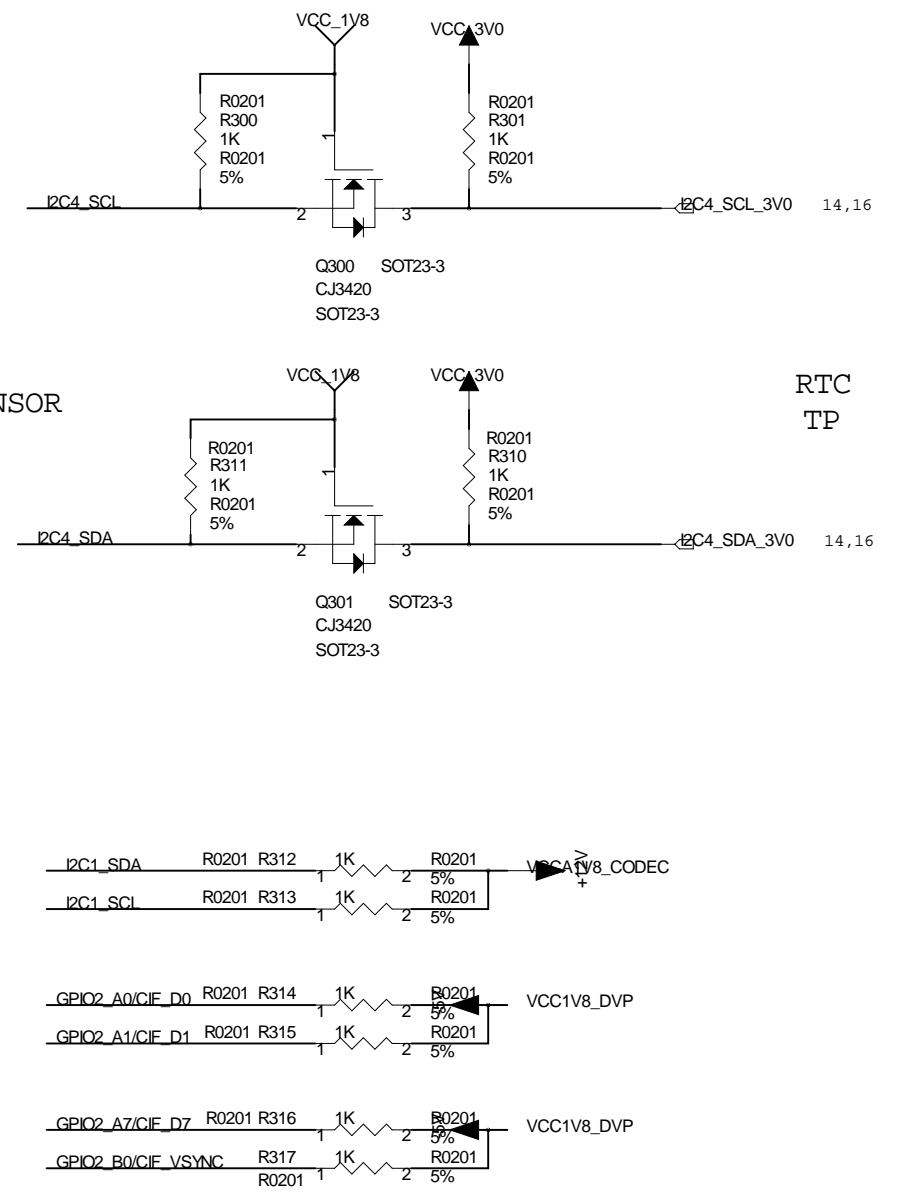 VCC_1V8
VCC_3V0
R0201
R300
1K
R0201
5%
R0201
R301
1K
R0201
5%
1
I2C4_SCL
2
3
I2C4_SCL_3V0 14,16
Q300 SOT23-3
CJ3420
SOT23-3
VCC_1V8
VCC_3V0
RTC
TP
NSOR
R0201
R311
1K
R0201
5%
R0201
R310
1K
R0201
5%
1
I2C4_SDA
2
3
I2C4_SDA_3V0 14,16
Q301 SOT23-3
CJ3420
SOT23-3
I2C1_SDA R0201 R312 1 1K 2 R0201 5% VCCA1V8_CODEC
+12V
I2C1_SCL R0201 R313 1 1K 2 R0201 5%
GPIO2_A0/CIF_D0 R0201 R314 1 1K 2 R0201 5% VCC1V8_DVP
GPIO2_A1/CIF_D1 R0201 R315 1 1K 2 R0201 5%
GPIO2_A7/CIF_D7 R0201 R316 1 1K 2 R0201 5% VCC1V8_DVP
GPIO2_B0/CIF_VSYNC R317 1 1K 2 R0201 5%
R0201